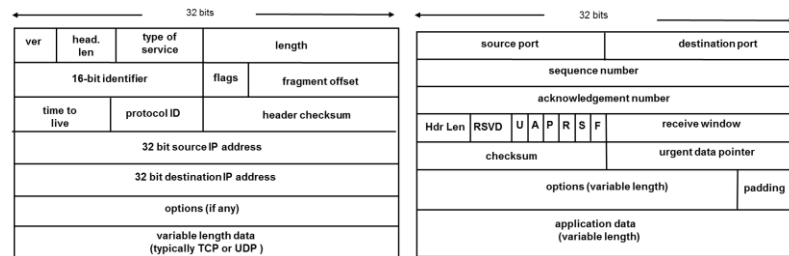 32 bits
ver head. len type of service length
16-bit identifier flags fragment offset
time to live protocol ID header checksum
32 bit source IP address
32 bit destination IP address
options (if any)
variable length data
(typically TCP or UDP )
32 bits
source port destination port
sequence number
acknowledgement number
Hdr Len RSVD U A P R S F receive window
checksum urgent data pointer
options (variable length) padding
application data
(variable length)